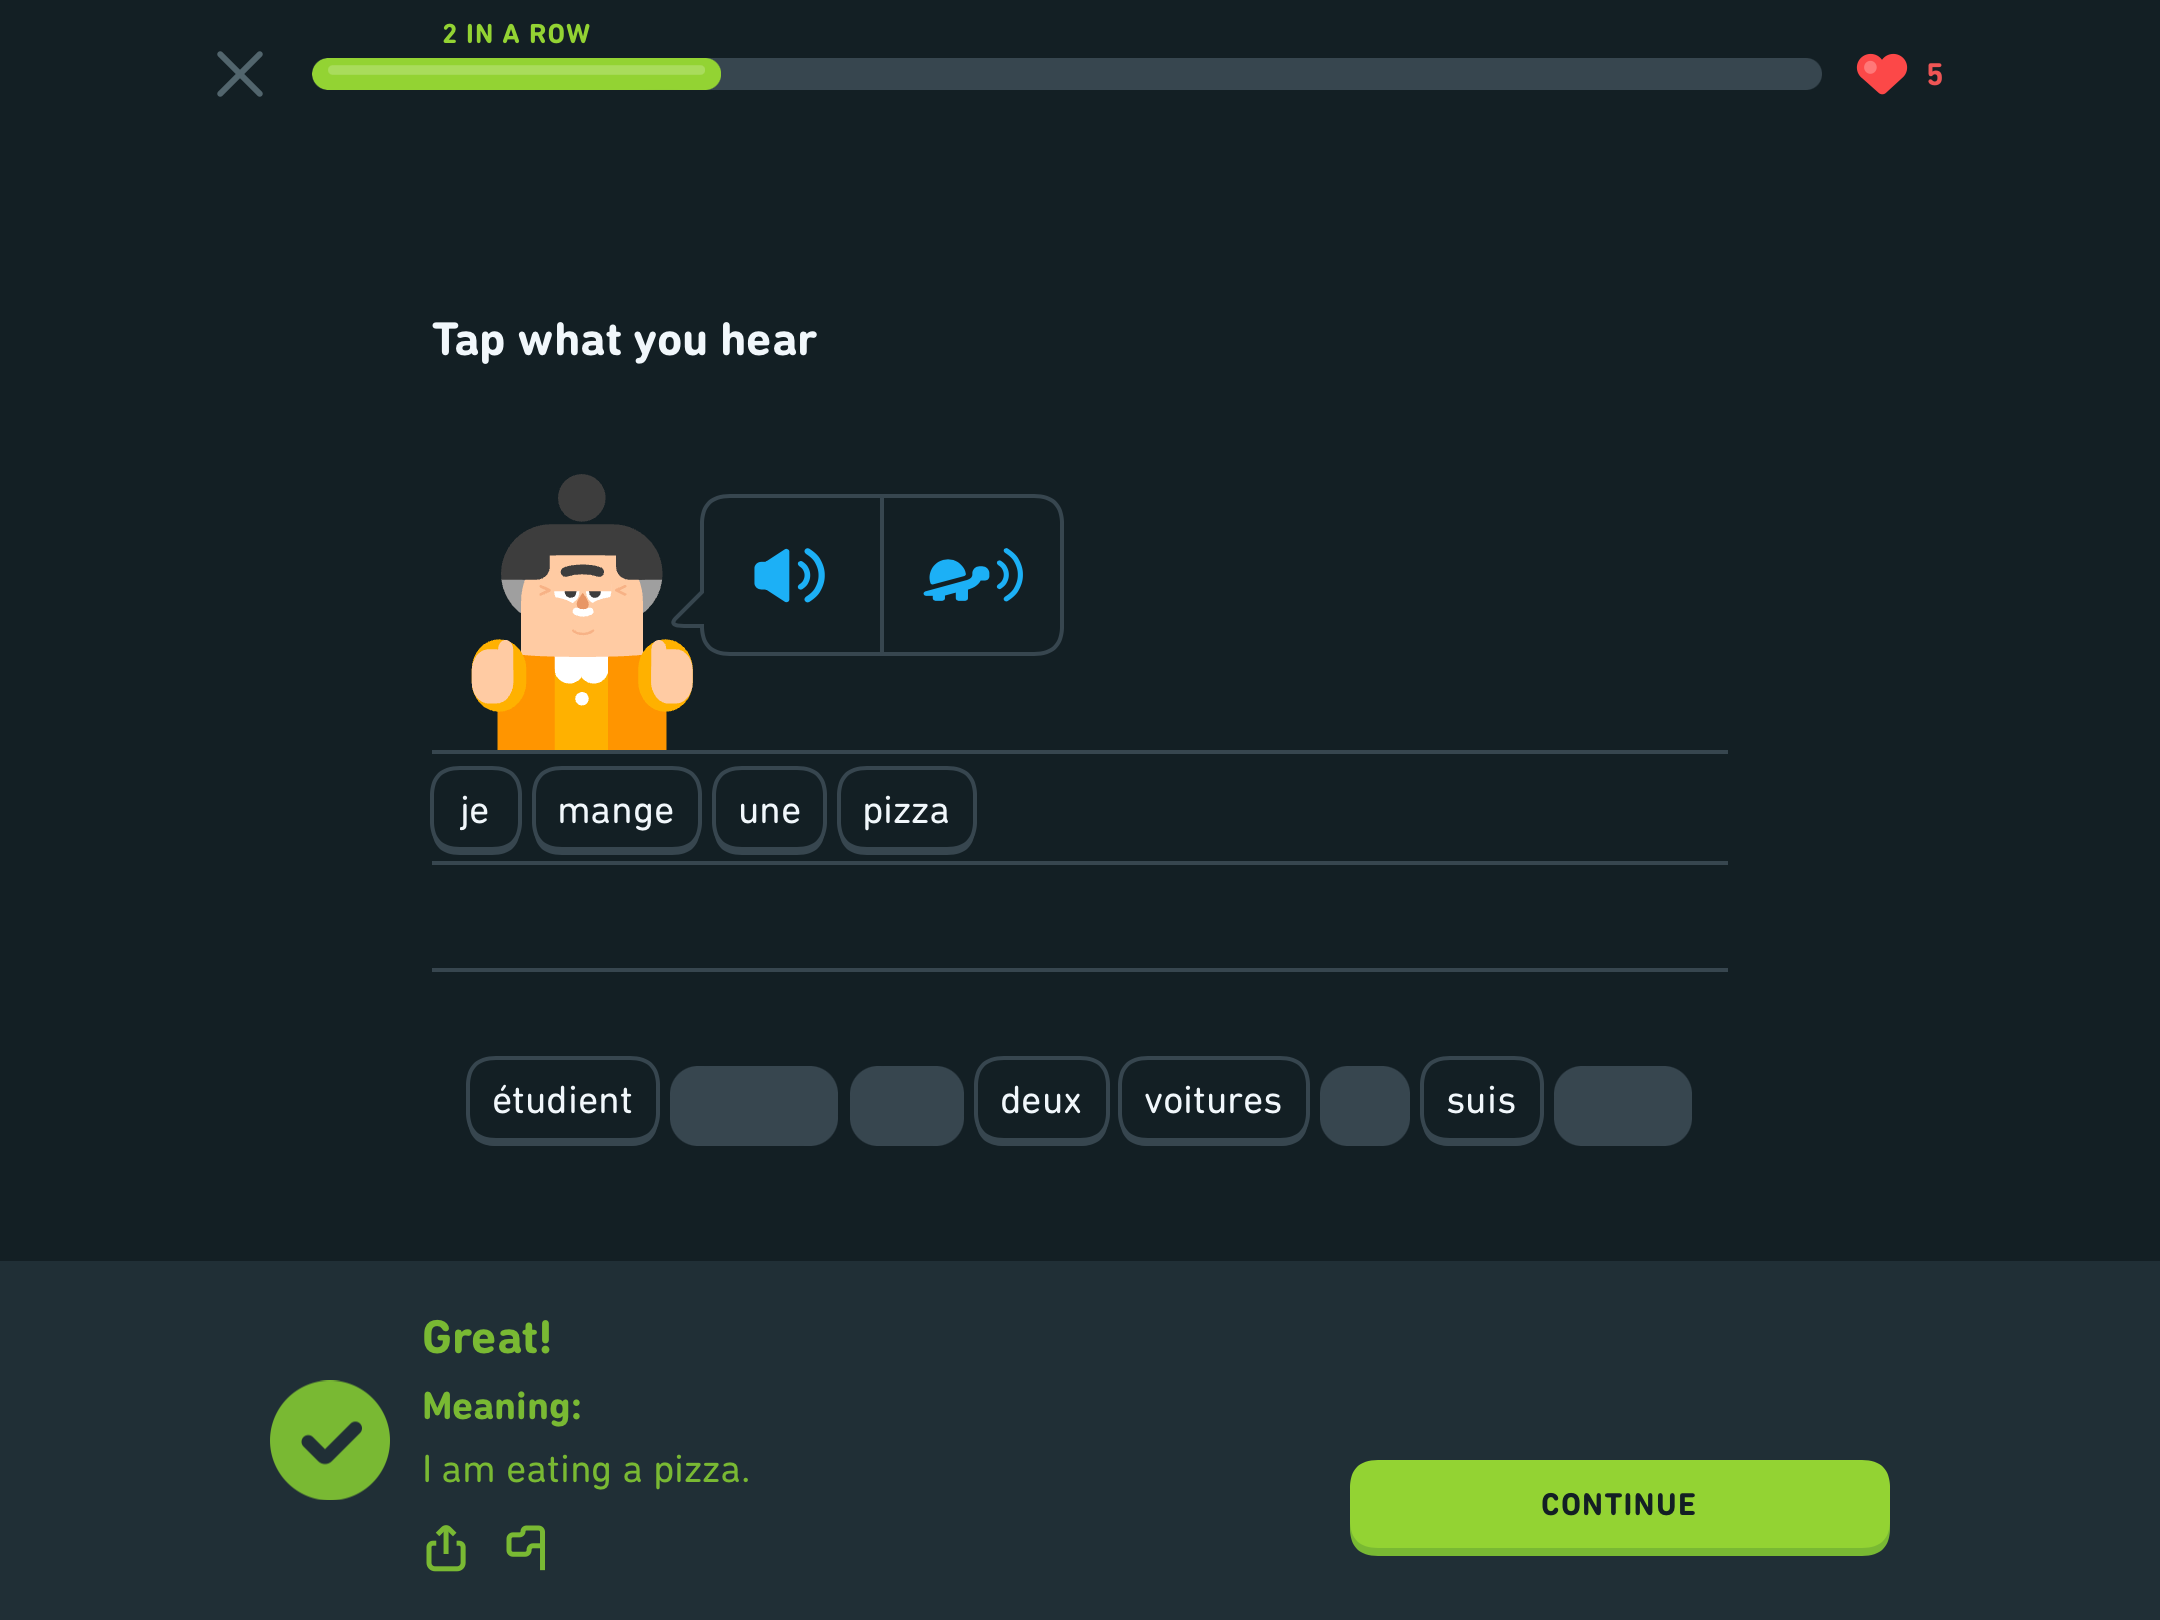 2 IN A ROW
5
Tap what you hear
je mange une pizza
étudient deux voitures suis
Great!
Meaning:
I am eating a pizza.
CONTINUE